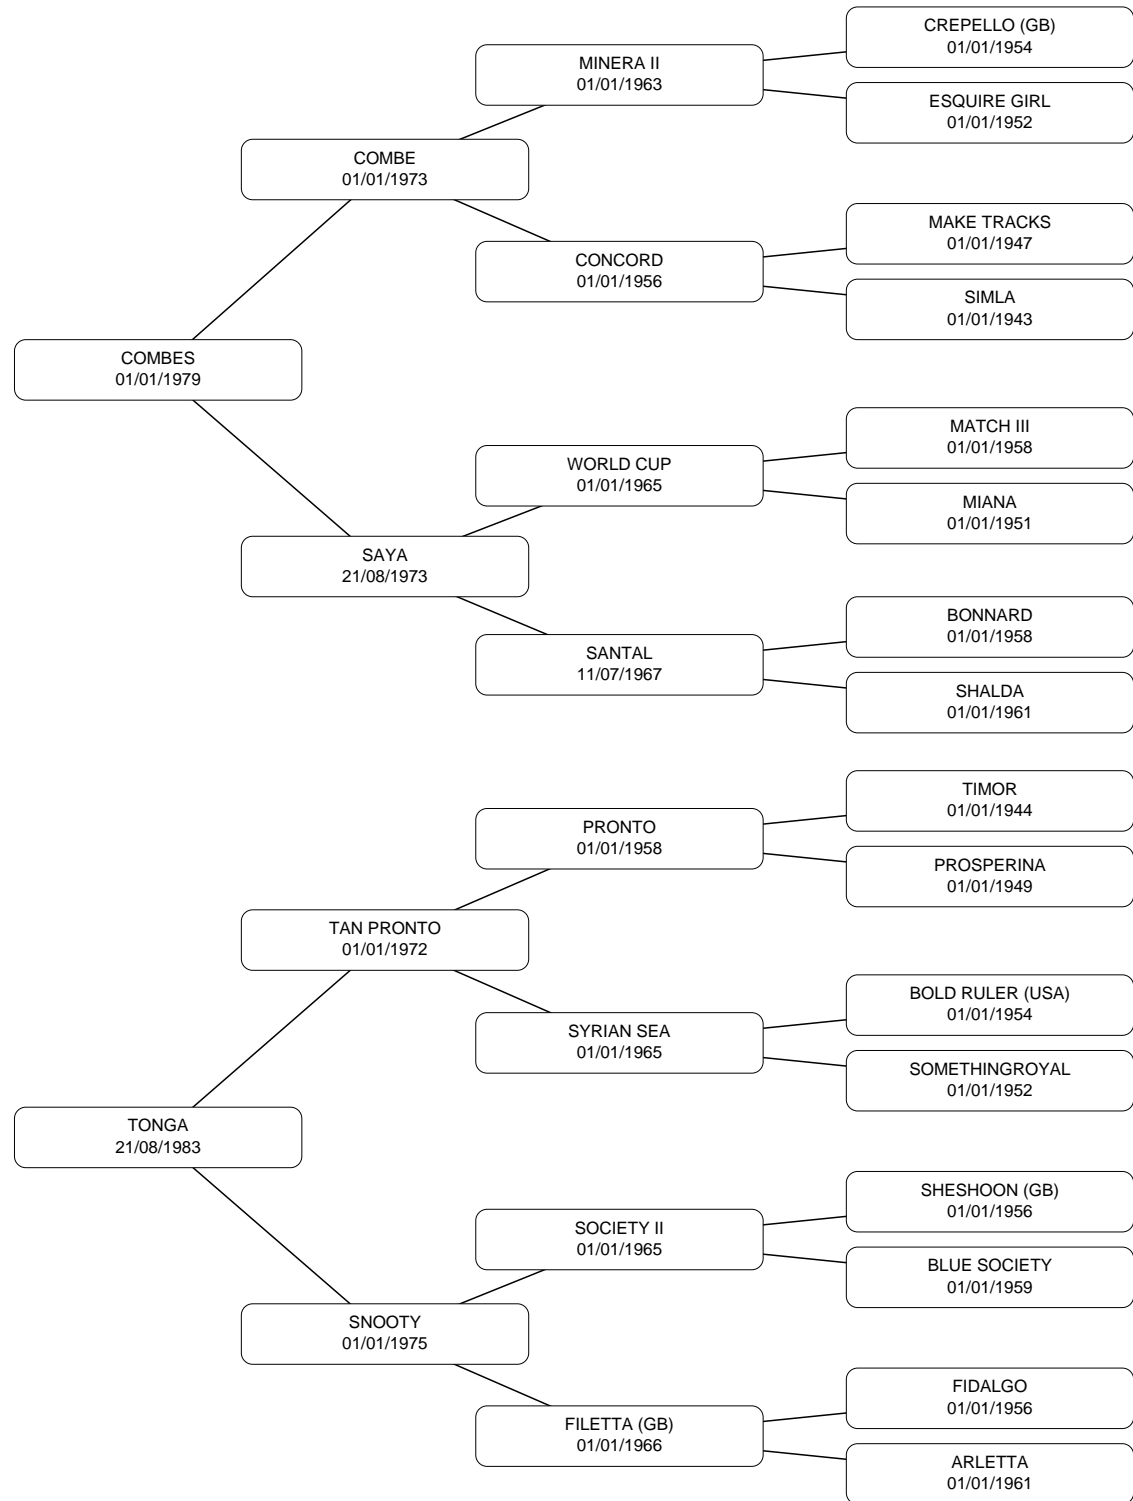 CREPELLO (GB)
01/01/1954
MINERA II
01/01/1963
ESQUIRE GIRL
01/01/1952
COMBE
01/01/1973
MAKE TRACKS
01/01/1947
CONCORD
01/01/1956
SIMLA
01/01/1943
COMBES
01/01/1979
MATCH III
01/01/1958
WORLD CUP
01/01/1965
MIANA
01/01/1951
SAYA
21/08/1973
BONNARD
01/01/1958
SANTAL
11/07/1967
SHALDA
01/01/1961
TIMOR
01/01/1944
PRONTO
01/01/1958
PROSPERINA
01/01/1949
TAN PRONTO
01/01/1972
BOLD RULER (USA)
01/01/1954
SYRIAN SEA
01/01/1965
SOMETHINGROYAL
01/01/1952
TONGA
21/08/1983
SHESHOON (GB)
01/01/1956
SOCIETY II
01/01/1965
BLUE SOCIETY
01/01/1959
SNOOTY
01/01/1975
FIDALGO
01/01/1956
FILETTA (GB)
01/01/1966
ARLETTA
01/01/1961